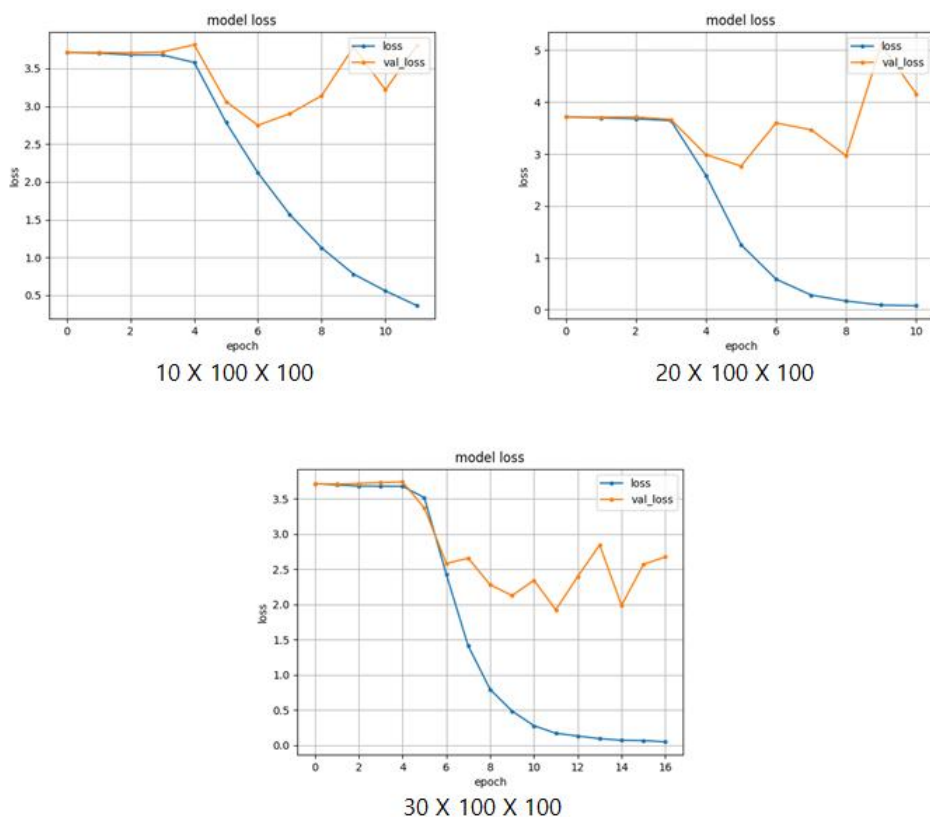 model loss
loss
val_loss
3.5
3.0
2.5
2.0
1.5
1.0
0.5
loss
0 2 4 6 8 10
epoch
10 X 100 X 100
model loss
loss
val_loss
5
4
3
2
1
0
loss
0 2 4 6 8 10
epoch
20 X 100 X 100
model loss
loss
val_loss
3.5
3.0
2.5
2.0
1.5
1.0
0.5
0.0
loss
0 2 4 6 8 10 12 14 16
epoch
30 X 100 X 100